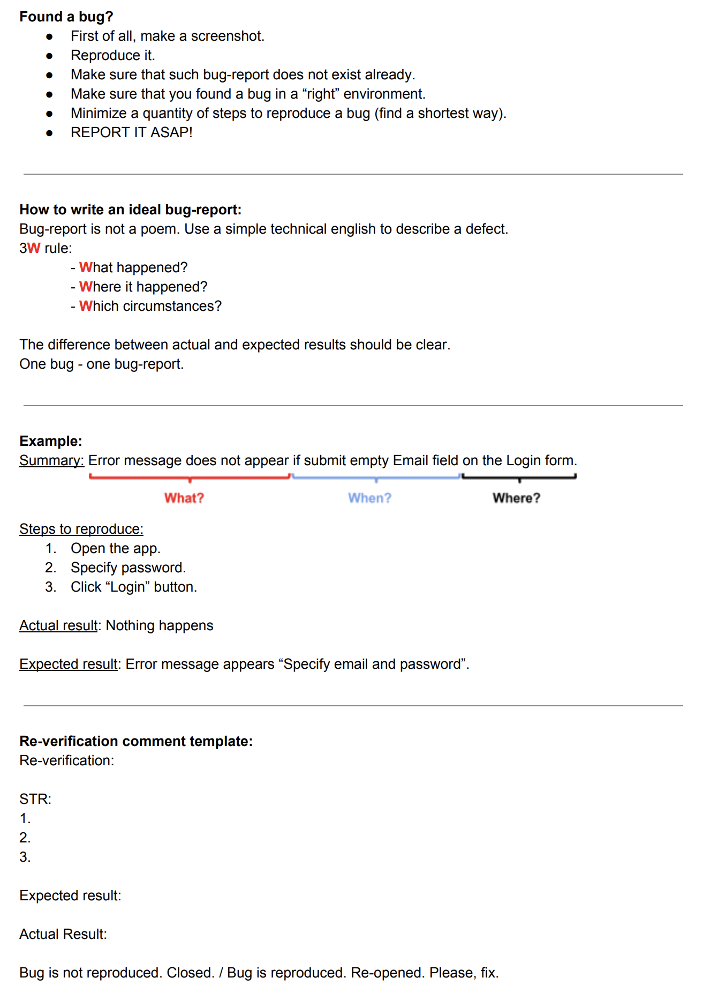 Found a bug?
● First of all, make a screenshot.
● Reproduce it.
● Make sure that such bug-report does not exist already.
● Make sure that you found a bug in a “right” environment.
● Minimize a quantity of steps to reproduce a bug (find a shortest way).
● REPORT IT ASAP!
How to write an ideal bug-report:
Bug-report is not a poem. Use a simple technical english to describe a defect.
3W rule:
- What happened?
- Where it happened?
- Which circumstances?
The difference between actual and expected results should be clear.
One bug - one bug-report.
Example:
Summary: Error message does not appear if submit empty Email field on the Login form.
What? When? Where?
Steps to reproduce:
1. Open the app.
2. Specify password.
3. Click “Login” button.
Actual result: Nothing happens
Expected result: Error message appears “Specify email and password”.
Re-verification comment template:
Re-verification:
STR:
1.
2.
3.
Expected result:
Actual Result:
Bug is not reproduced. Closed. / Bug is reproduced. Re-opened. Please, fix.